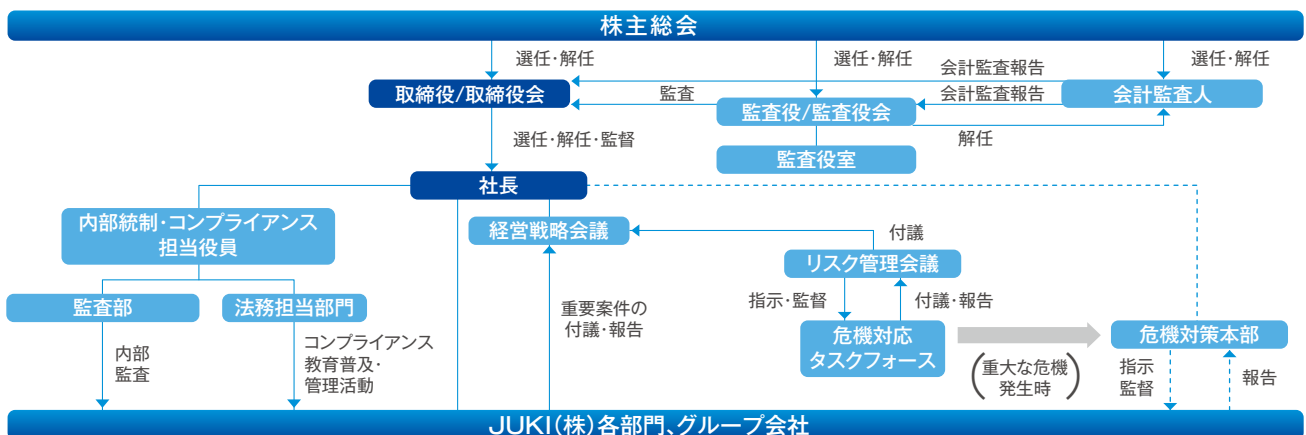 株主総会
選任・解任
選任・解任
会計監査報告
選任・解任
取締役/取締役会
監査
会計監査報告
会計監査人
監査役/監査役会
選任・解任・監督
解任
監査役室
社長
内部統制・コンプライアンス
担当役員
経営戦略会議
付議
リスク管理会議
監査部
法務担当部門
重要案件の
付議・報告
指示・監督
付議・報告
内部
監査
コンプライアンス
教育普及・
管理活動
危機対応
タスクフォース
重大な危機
発生時
危機対策本部
指示
監督
報告
JUKI(株)各部門、グループ会社